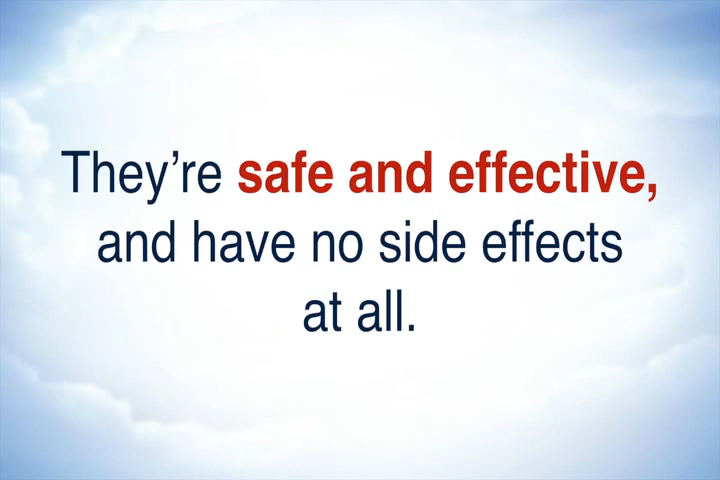 They’re safe and effective,
and have no side effects
at all.